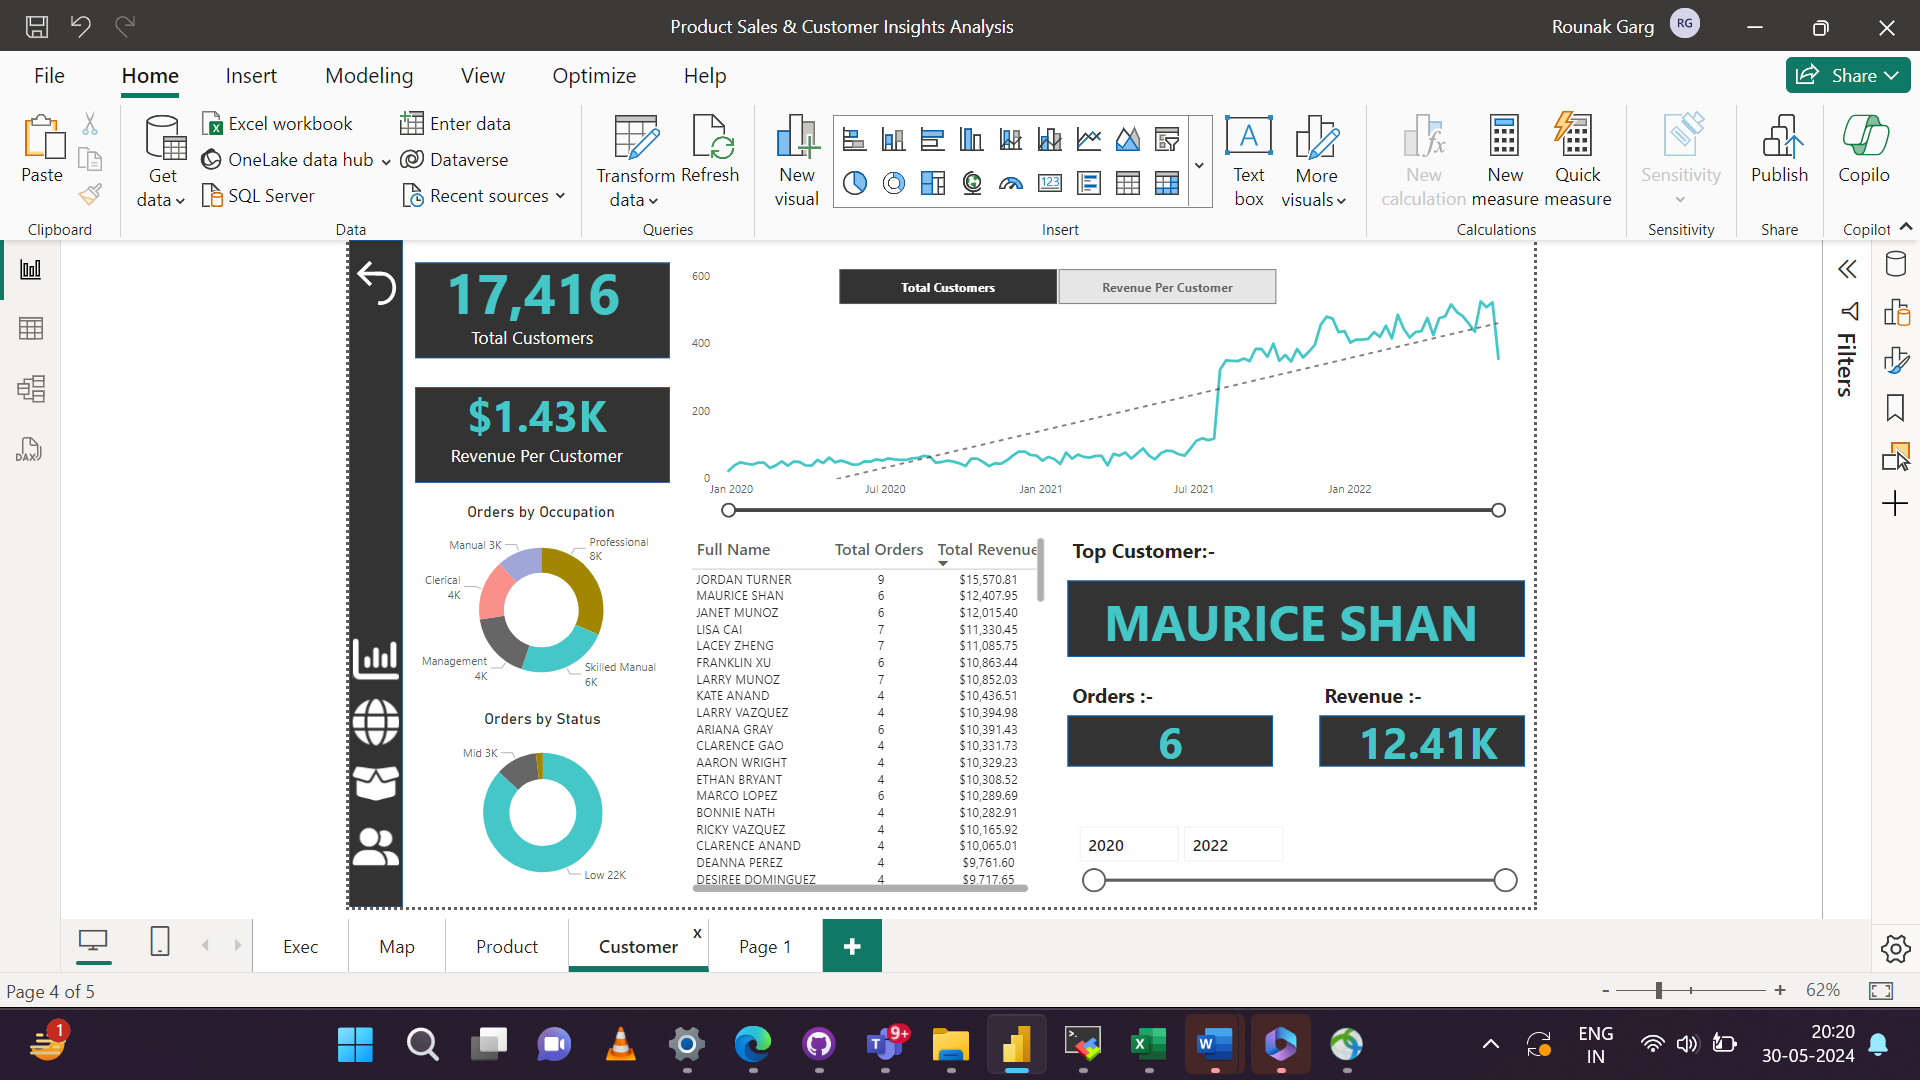 Product Sales & Customer Insights Analysis
Rounak Garg
RG
File
Home
Insert
Modeling
View
Optimize
Help
Share
Paste
Clipboard
Get data
Excel workbook
OneLake data hub
SQL Server
Enter data
Dataverse
Recent sources
Data
Transform data
Refresh
Queries
New visual
123
Text box
A
More visuals
Insert
New calculation
New measure
Quick measure
Calculations
Sensitivity
Sensitivity
Publish
Share
Copilo
Copilot
DAX
Filters
17,416
Total Customers
$1.43K
Revenue Per Customer
Total Customers
Revenue Per Customer
600
400
200
0
Jan 2020
Jul 2020
Jan 2021
Jul 2021
Jan 2022
Orders by Occupation
Manual 3K
Professional
8K
Clerical
4K
Management
4K
Skilled Manual
6K
Orders by Status
Mid 3K
Low 22K
Full Name Total Orders Total Revenue
JORDAN TURNER 9 $15,570.81
MAURICE SHAN 6 $12,407.95
JANET MUNOZ 6 $12,015.40
LISA CAI 7 $11,330.45
LACEY ZHENG 7 $11,085.75
FRANKLIN XU 6 $10,863.44
LARRY MUNOZ 7 $10,852.03
KATE ANAND 4 $10,436.51
LARRY VAZQUEZ 4 $10,394.98
ARIANA GRAY 6 $10,391.43
CLARENCE GAO 4 $10,331.73
AARON WRIGHT 4 $10,329.23
ETHAN BRYANT 4 $10,308.52
MARCO LOPEZ 6 $10,289.69
BONNIE NATH 4 $10,282.91
RICKY VAZQUEZ 4 $10,165.92
CLARENCE ANAND 4 $10,065.01
DEANNA PEREZ 4 $9,761.60
DESIREE DOMINGUEZ 4 $9,717.65
Top Customer:-
MAURICE SHAN
Orders :-
Revenue :-
6
12.41K
2020
2022
Exec
Map
Product
Customer
x
Page 1
+
Page 4 of 5
- + 62%
1
9+
ENG
IN
20:20
30-05-2024